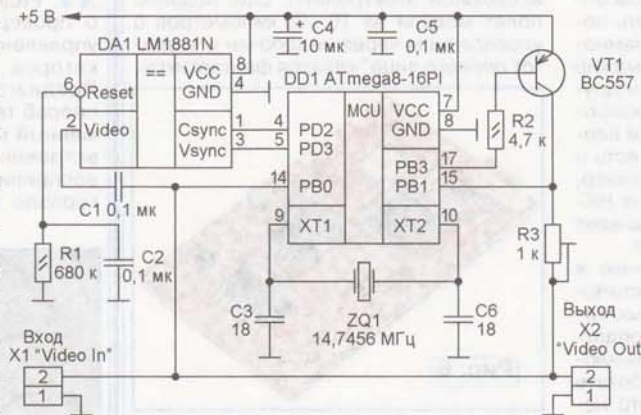 +5 В
C4
+
10 мк
C5
0,1 мк
DA1 LM1881N
DD1 ATmega8-16PI
VT1
BC557
6
Reset
==
VCC
8
GND
4
2
Video
Csync
1
Vsync
3
4
PD2
5
PD3
MCU
VCC
7
GND
8
R2
4,7 к
PB3
17
14
PB0
PB1
15
C1 0,1 мк
9
XT1
XT2
10
R1
680 к
C2
0,1 мк
R3
1 к
C3
18
ZQ1
14,7456 МГц
C6
18
Вход
X1 "Video In"
2
1
Выход
X2
"Video Out
2
1